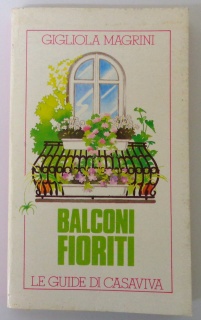 GIGLIOLA MAGRINI
BALCONI
FIORITI
LE GUIDE DI CASAVIVA